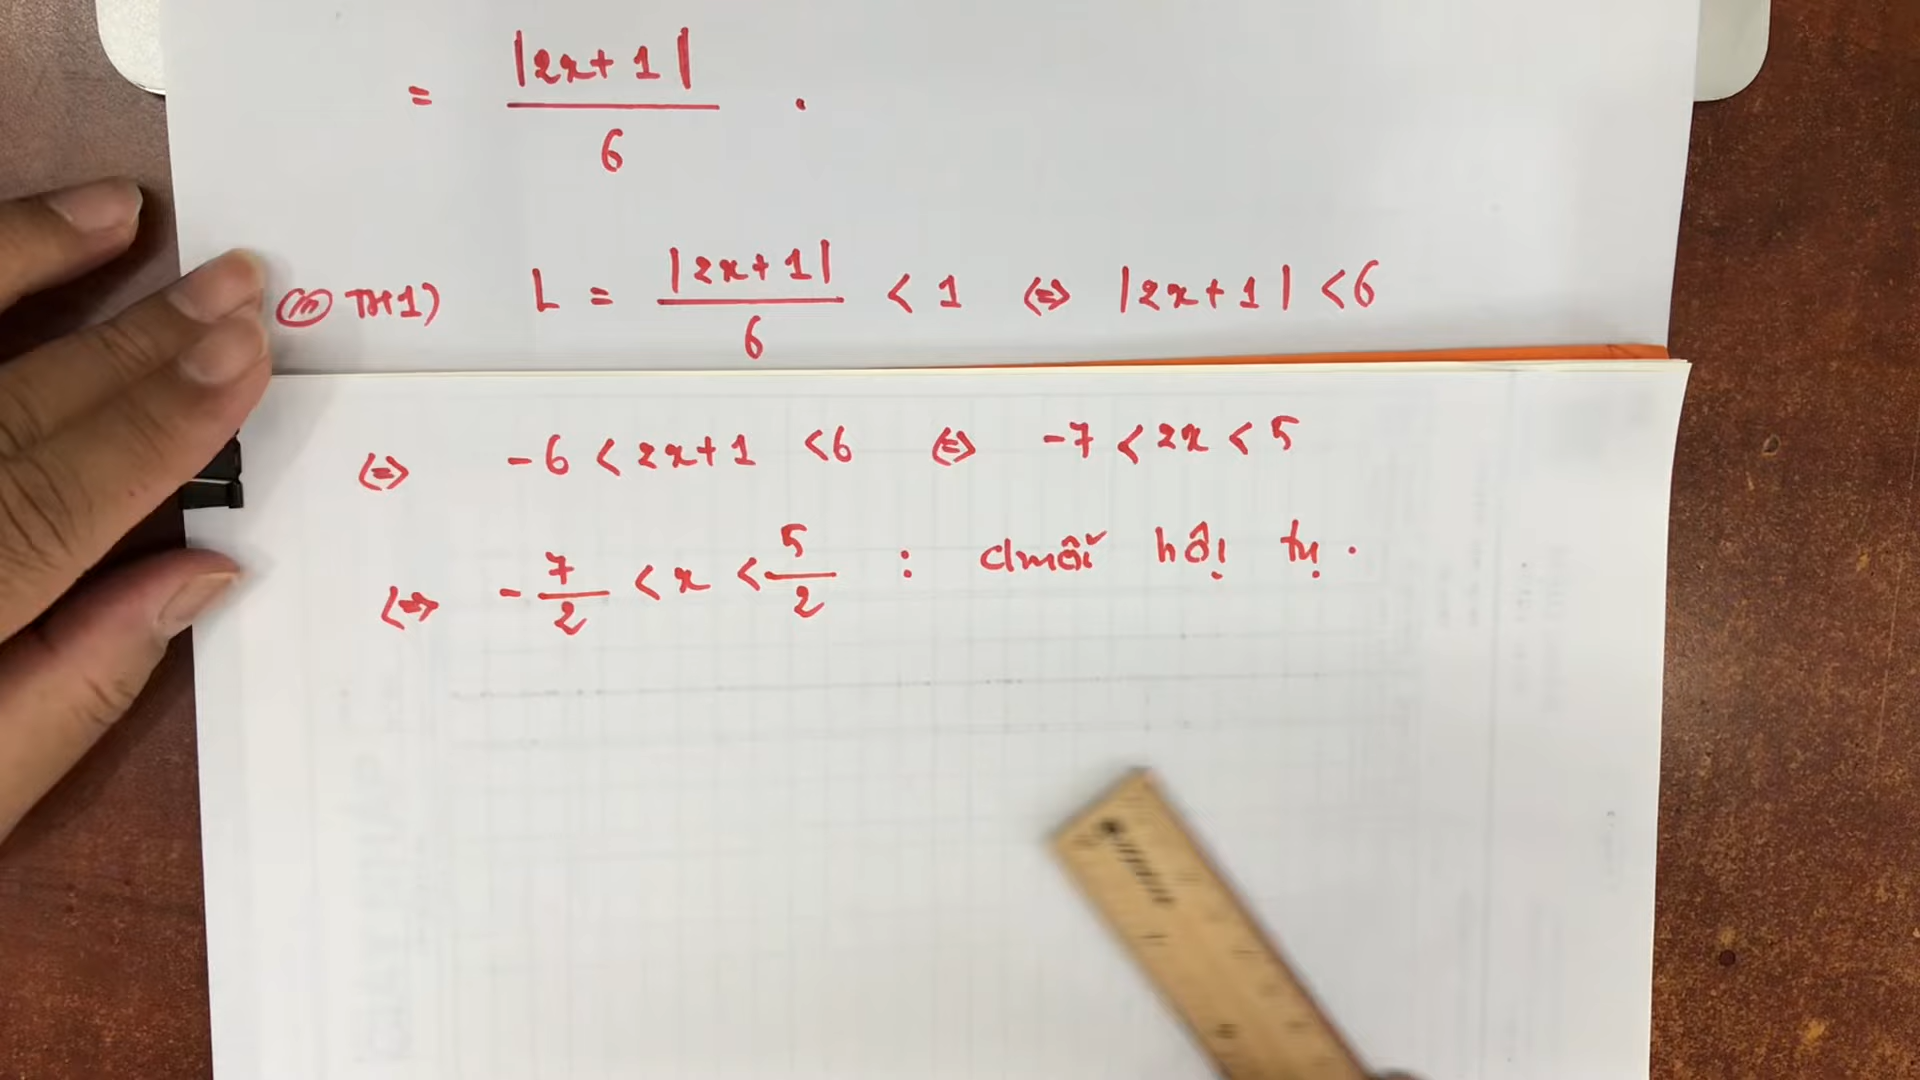 = |2x+1| / 6 .
(m) TH1) L = |2x+1| / 6 < 1 <=> |2x+1| < 6
<=> -6 < 2x+1 < 6 <=> -7 < 2x < 5
<=> -7/2 < x < 5/2 : chuỗi hội tụ.